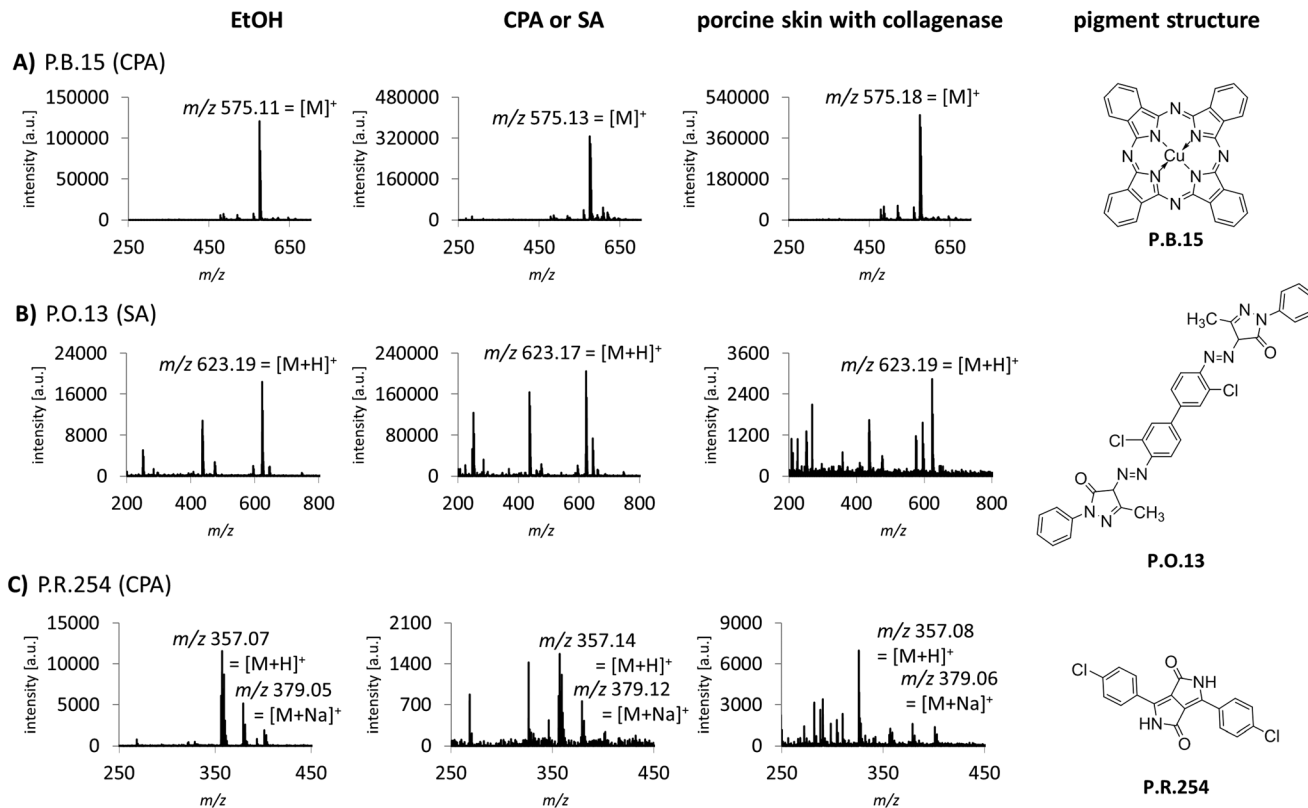 EtOH
CPA or SA
porcine skin with collagenase
pigment structure
A) P.B.15 (CPA)
intensity [a.u.]
150000
100000
50000
0
250
450
650
m/z
m/z 575.11 = [M]+
intensity [a.u.]
480000
320000
160000
0
250
450
650
m/z
m/z 575.13 = [M]+
intensity [a.u.]
540000
360000
180000
0
250
450
650
m/z
m/z 575.18 = [M]+
N
N
N
N
N
Cu
N
N
N
P.B.15
B) P.O.13 (SA)
intensity [a.u.]
24000
16000
8000
0
200
400
600
800
m/z
m/z 623.19 = [M+H]+
intensity [a.u.]
240000
160000
80000
0
200
400
600
800
m/z
m/z 623.17 = [M+H]+
intensity [a.u.]
3600
2400
1200
0
200
400
600
800
m/z
m/z 623.19 = [M+H]+
N
N
H3C
O
N=N
Cl
Cl
N=N
O
N
N
CH3
P.O.13
C) P.R.254 (CPA)
intensity [a.u.]
15000
10000
5000
0
250
350
450
m/z
m/z 357.07
= [M+H]+
m/z 379.05
= [M+Na]+
intensity [a.u.]
2100
1400
700
0
250
350
450
m/z
m/z 357.14
= [M+H]+
m/z 379.12
= [M+Na]+
intensity [a.u.]
9000
6000
3000
0
250
350
450
m/z
m/z 357.08
= [M+H]+
m/z 379.06
= [M+Na]+
Cl
O
NH
HN
O
Cl
P.R.254